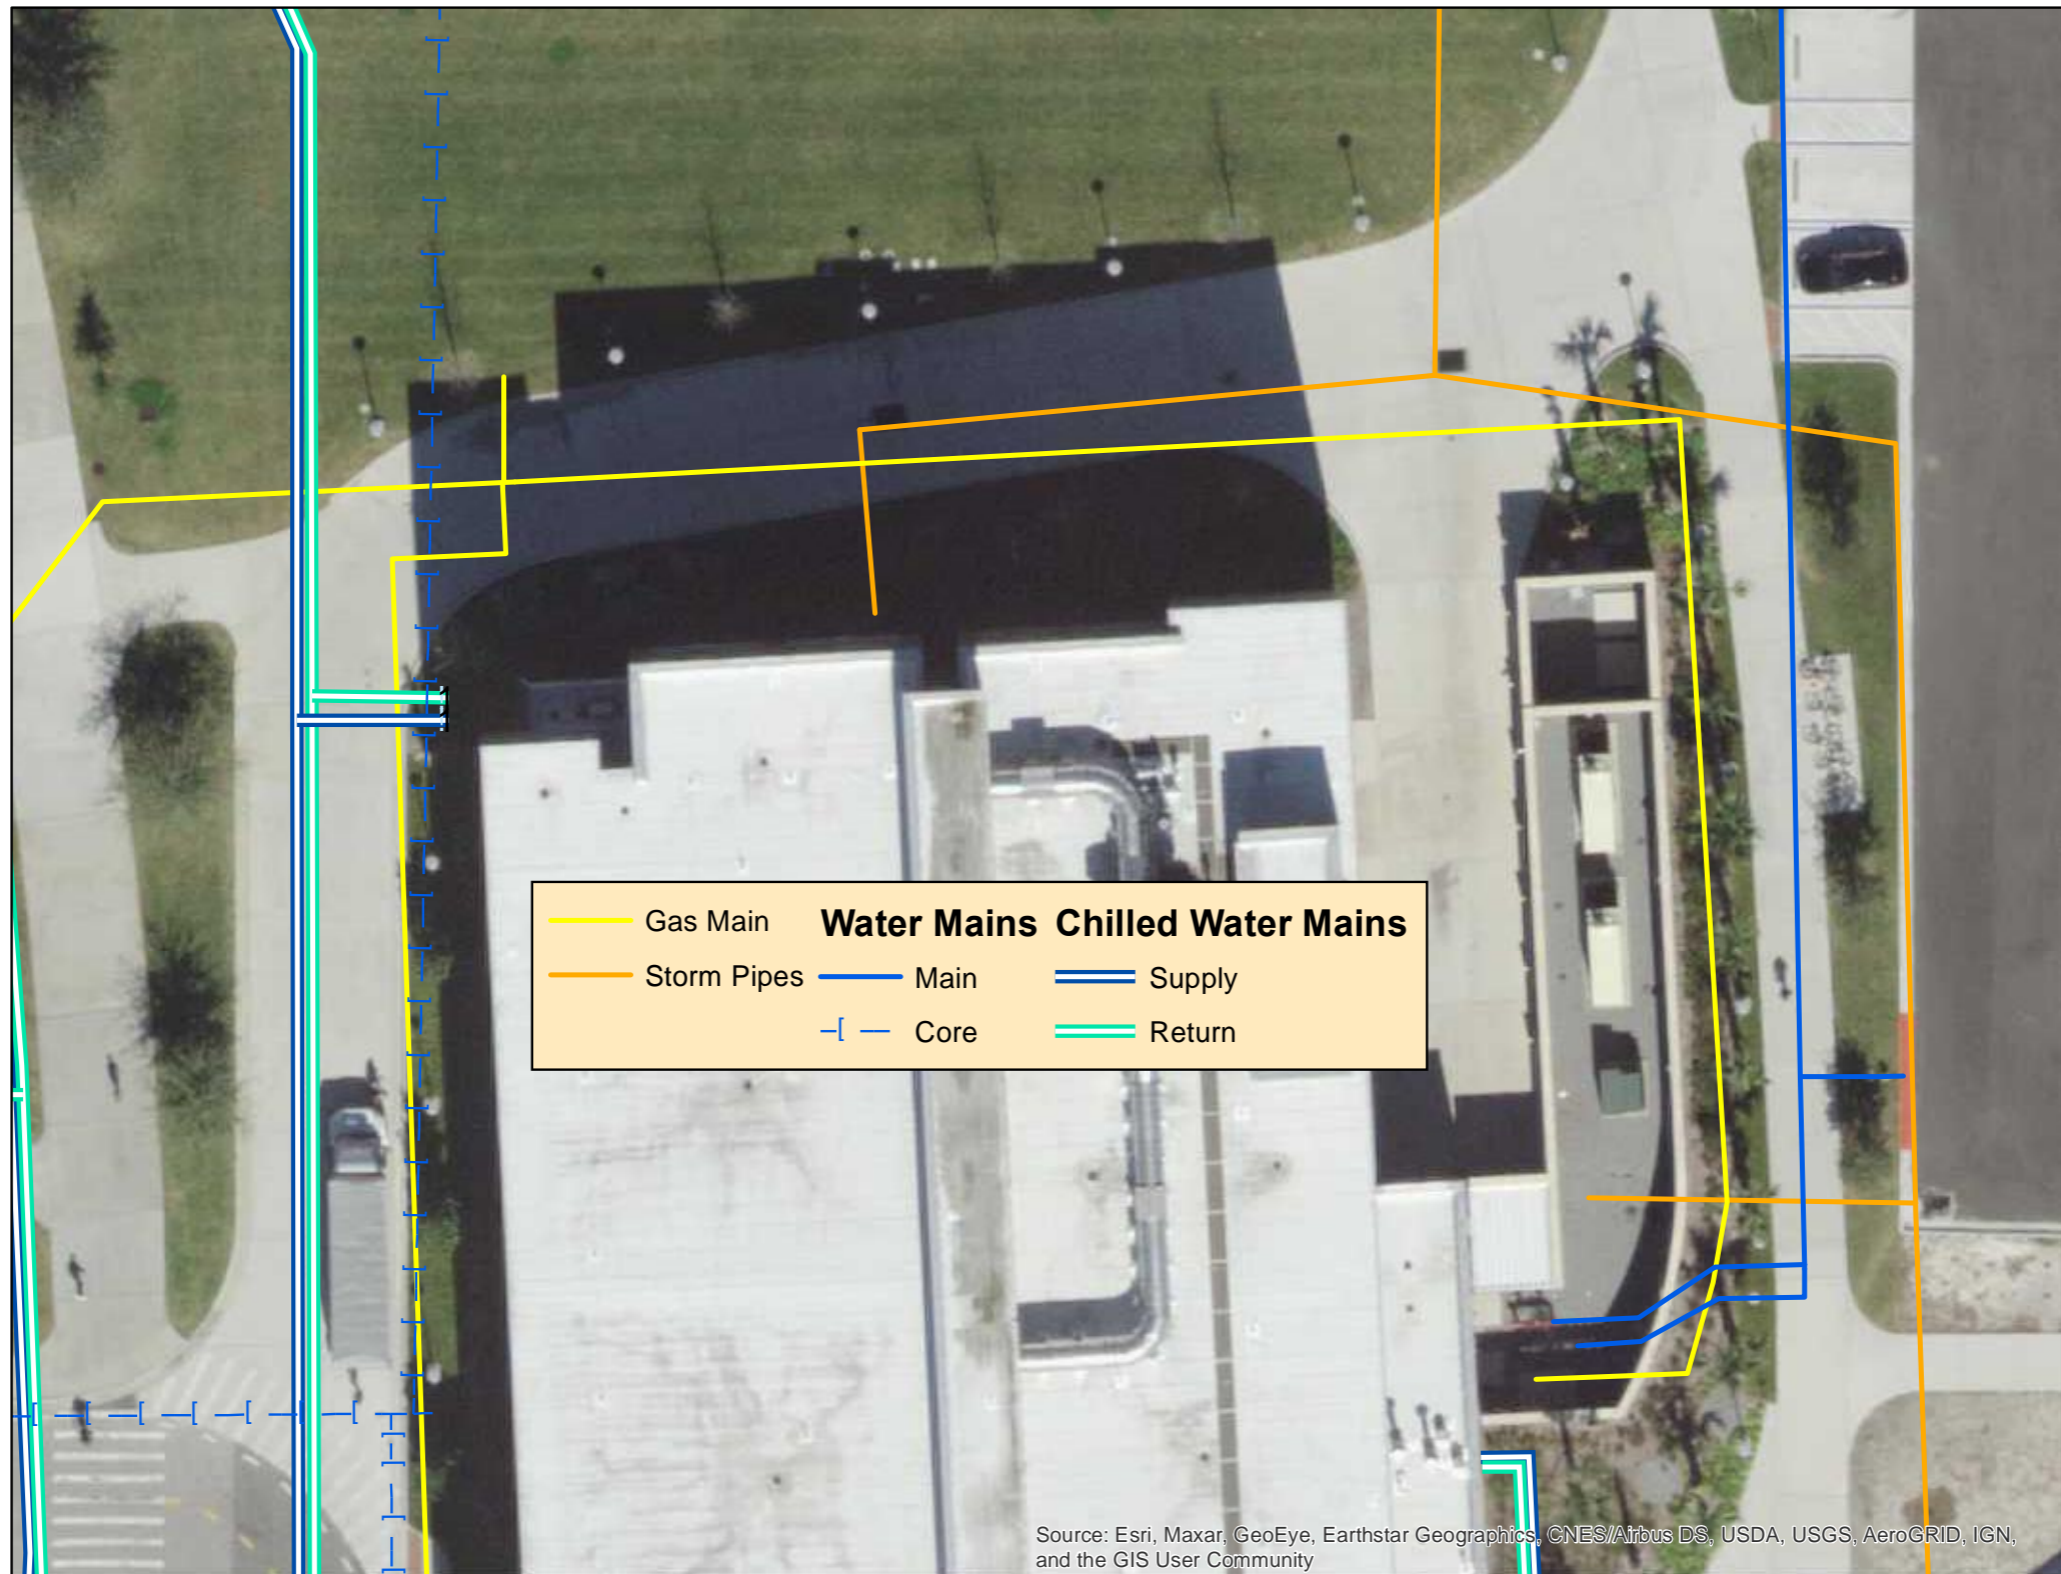 Gas Main
Storm Pipes
Water Mains
Main
Core
Chilled Water Mains
Supply
Return
Source: Esri, Maxar, GeoEye, Earthstar Geographics, CNES/Airbus DS, USDA, USGS, AeroGRID, IGN,
and the GIS User Community